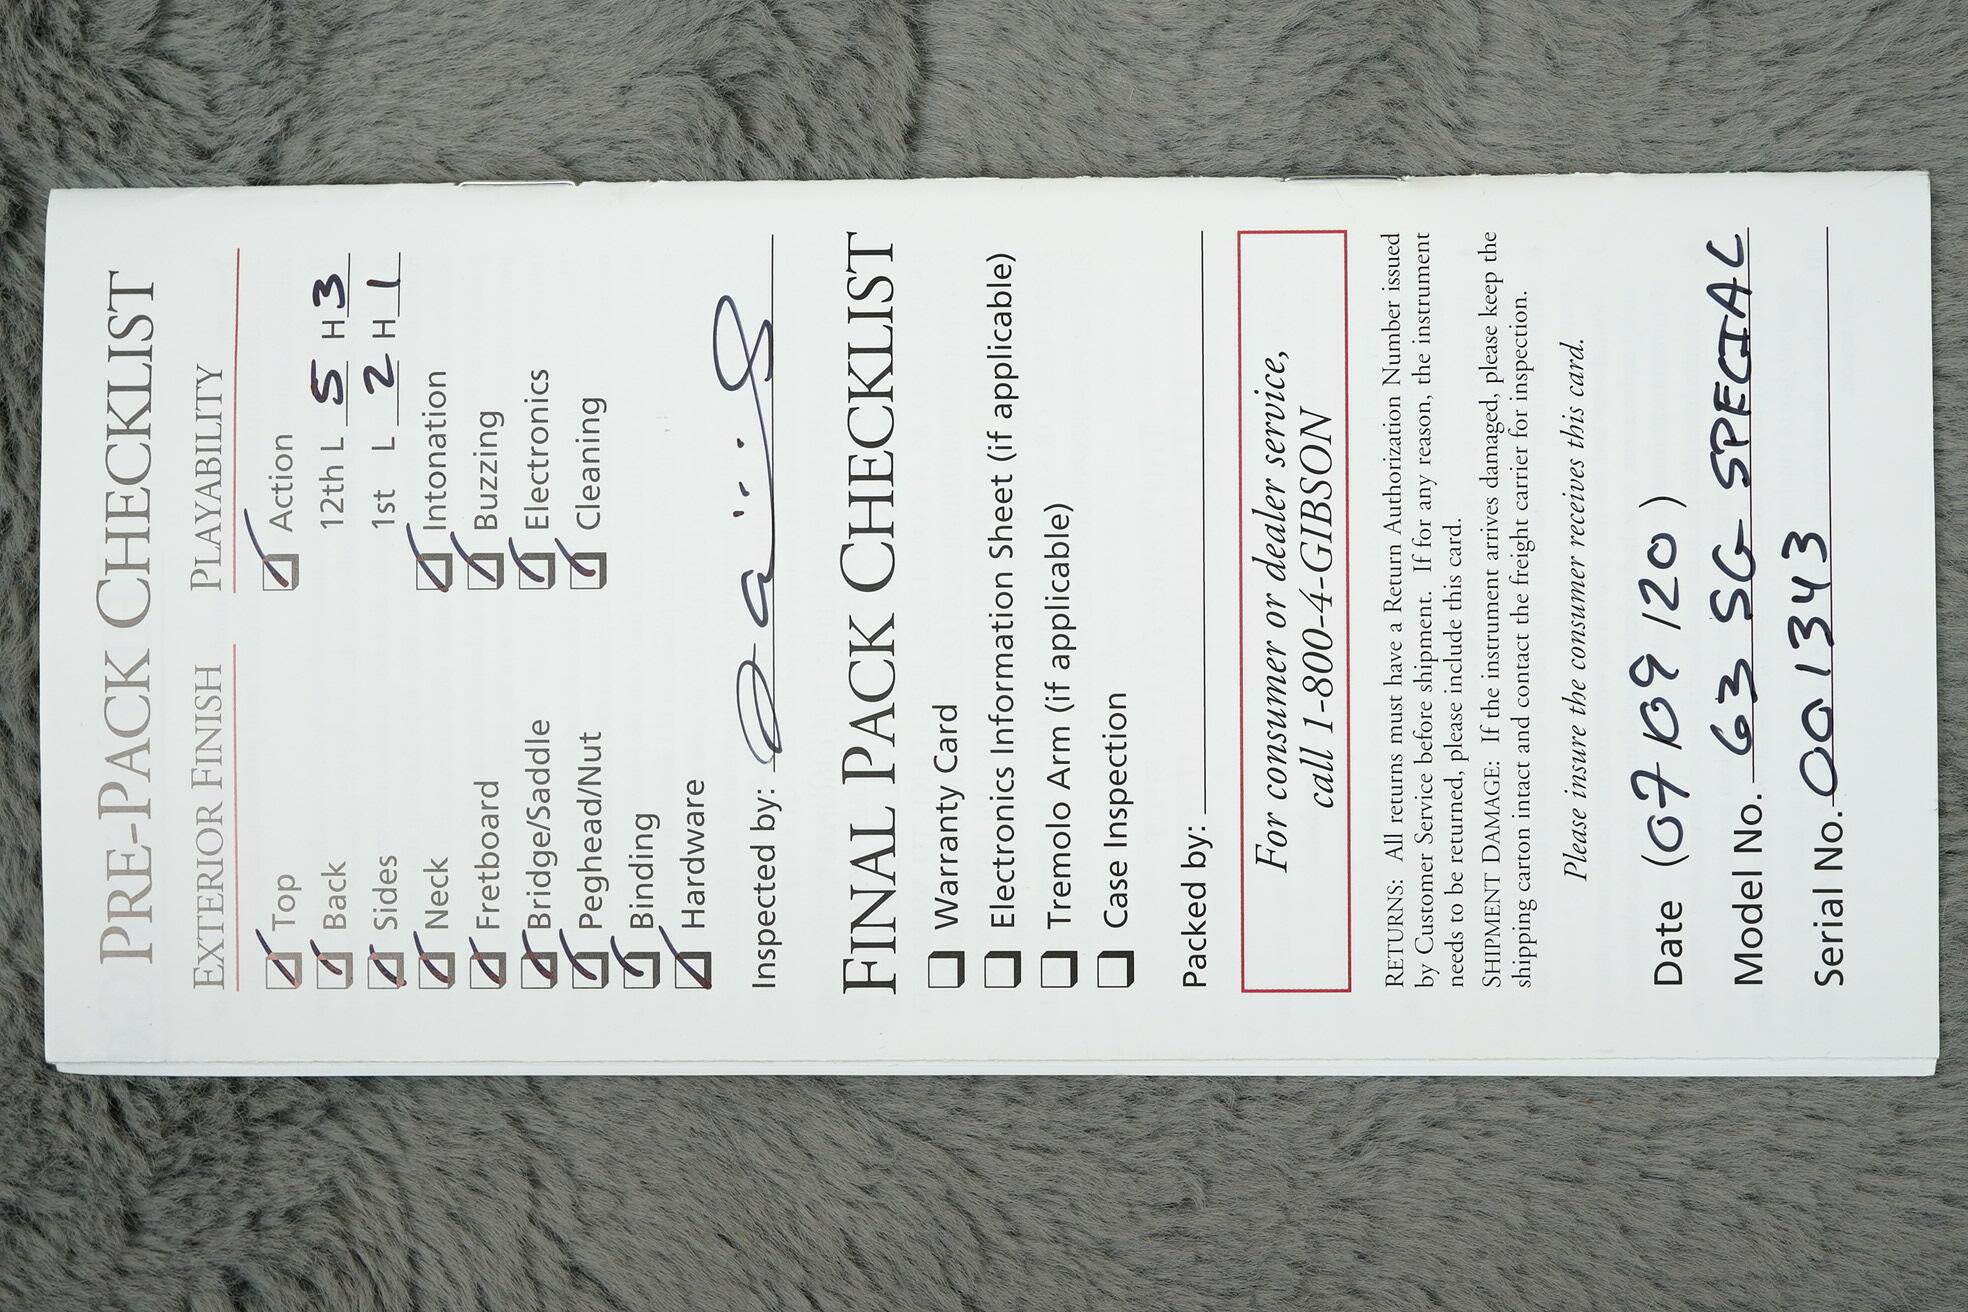 PRE-PACK CHECKLIST
EXTERIOR FINISH
Top
Back
Sides
Neck
Fretboard
Bridge/Saddle
Peghead/Nut
Binding
Hardware
PLAYABILITY
Action
12th L 5 H 3
1st L 2 H 1
Intonation
Buzzing
Electronics
Cleaning
Inspected by:
FINAL PACK CHECKLIST
Warranty Card
Electronics Information Sheet (if applicable)
Tremolo Arm (if applicable)
Case Inspection
Packed by:
For consumer or dealer service,
call 1-800-4-GIBSON
RETURNS: All returns must have a Return Authorization Number issued
by Customer Service before shipment. If for any reason, the instrument
needs to be returned, please include this card.
SHIPMENT DAMAGE: If the instrument arrives damaged, please keep the
shipping carton intact and contact the freight carrier for inspection.
Please insure the consumer receives this card.
Date (07/09/20)
Model No. 63 SG SPECIAL
Serial No. 001343